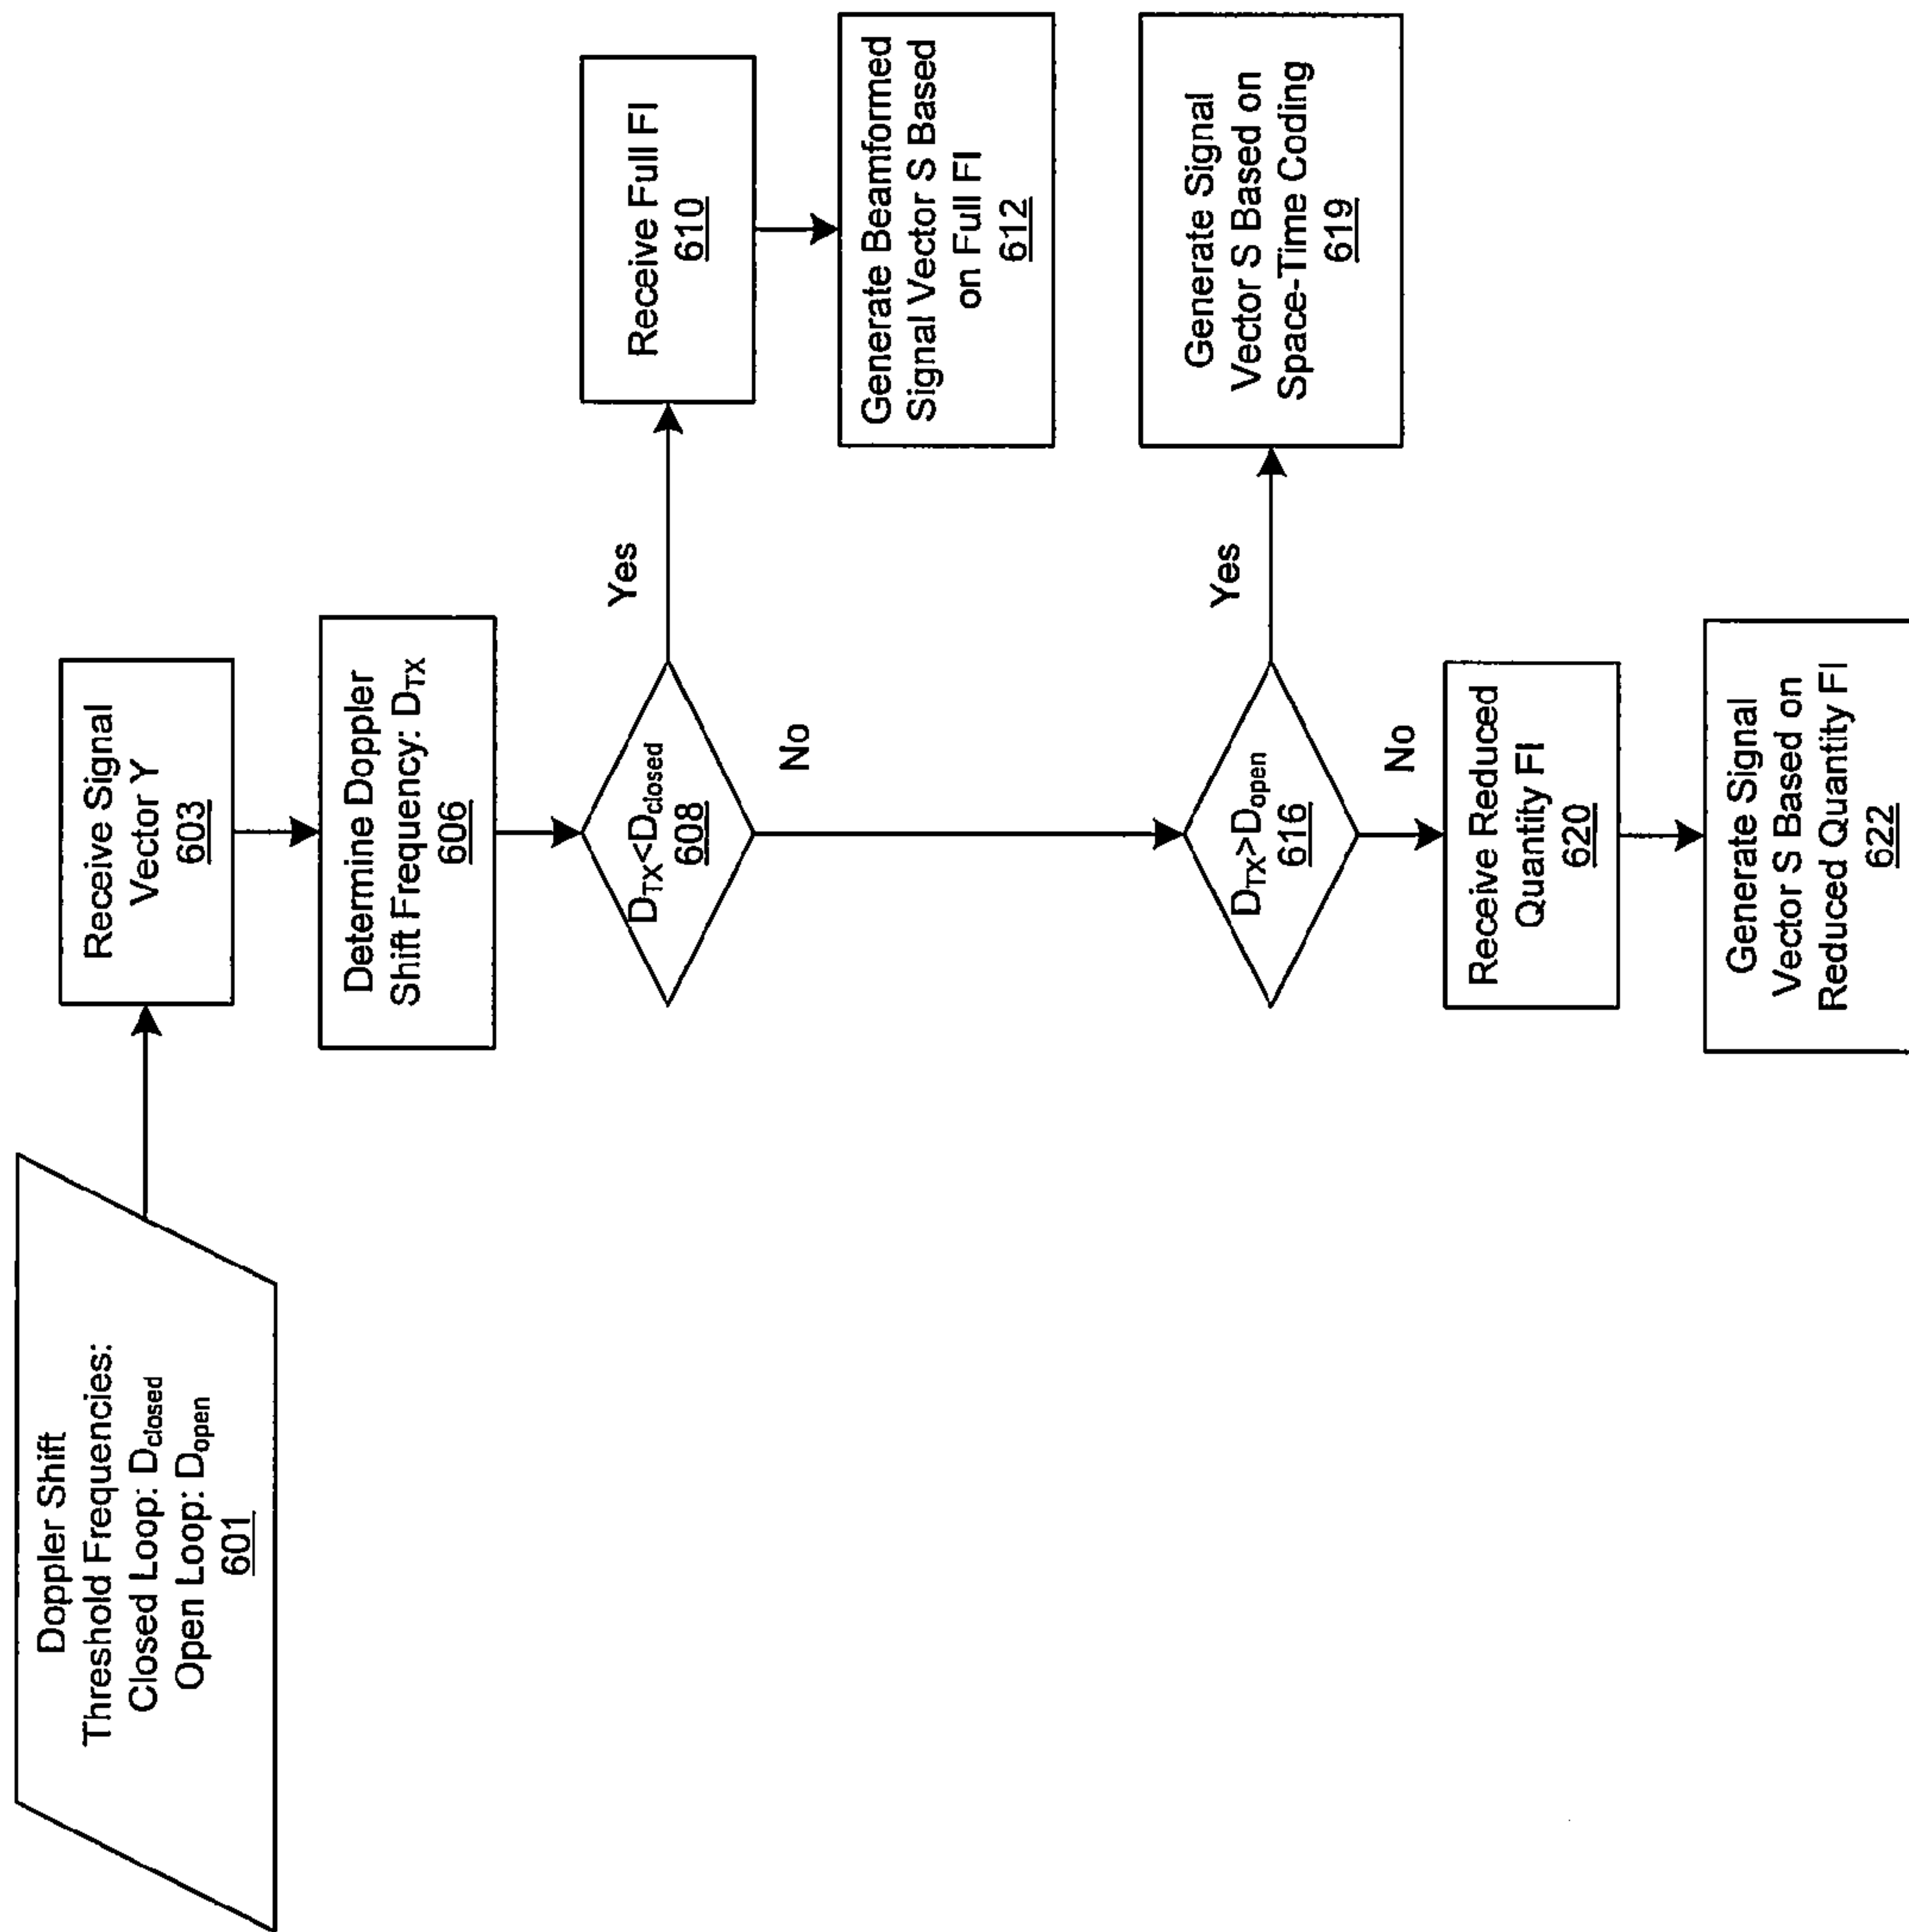 Doppler Shift
Threshold Frequencies:
Closed Loop: Dclosed
Open Loop: Dopen
601
Receive Signal
Vector Y
603
Determine Doppler
Shift Frequency: DTX
606
DTX<Dclosed
608
Yes
No
Receive Full FI
610
Generate Beamformed
Signal Vector S Based
on Full FI
612
DTX>Dopen
616
Yes
No
Generate Signal
Vector S Based on
Space-Time Coding
619
Receive Reduced
Quantity FI
620
Generate Signal
Vector S Based on
Reduced Quantity FI
622